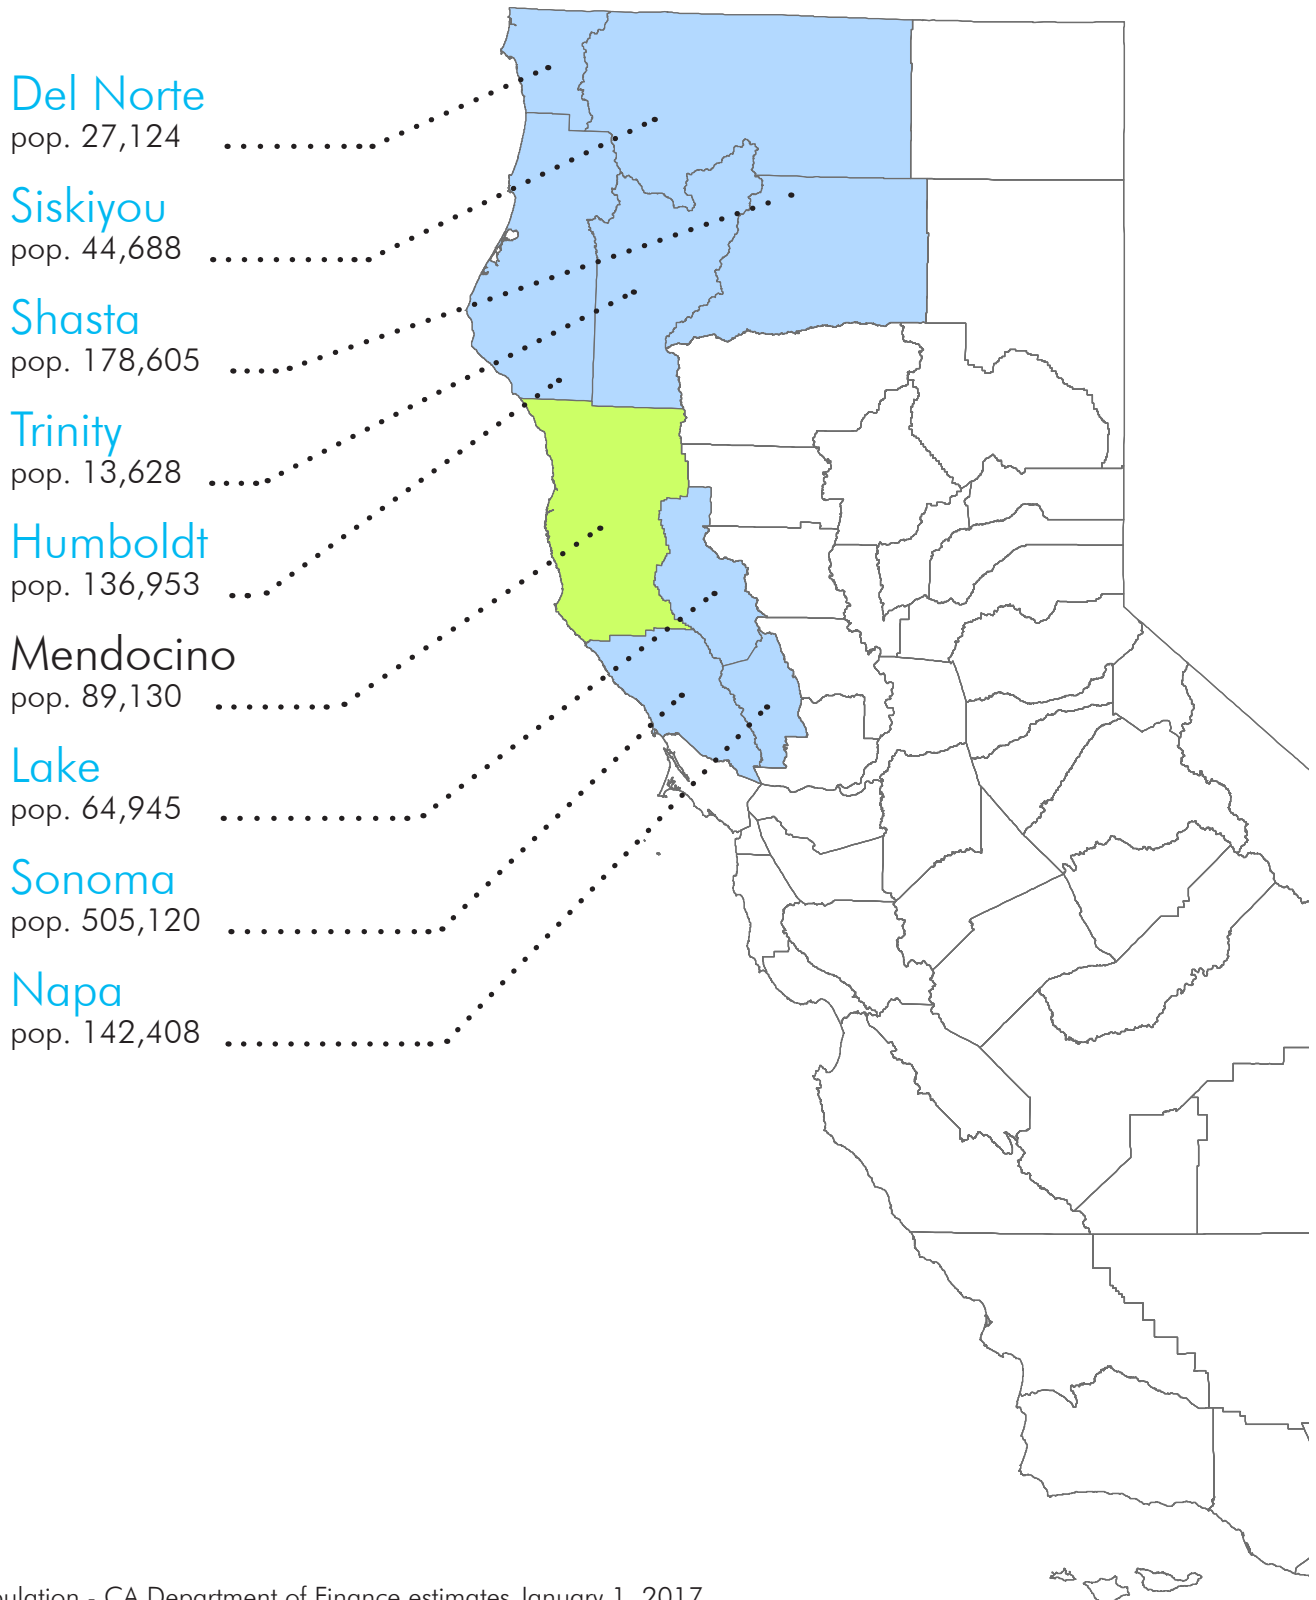 Del Norte
pop. 27,124
Siskiyou
pop. 44,688
Shasta
pop. 178,605
Trinity
pop. 13,628
Humboldt
pop. 136,953
Mendocino
pop. 89,130
Lake
pop. 64,945
Sonoma
pop. 505,120
Napa
pop. 142,408
- CA Department of Finance estimates January 1, 2017